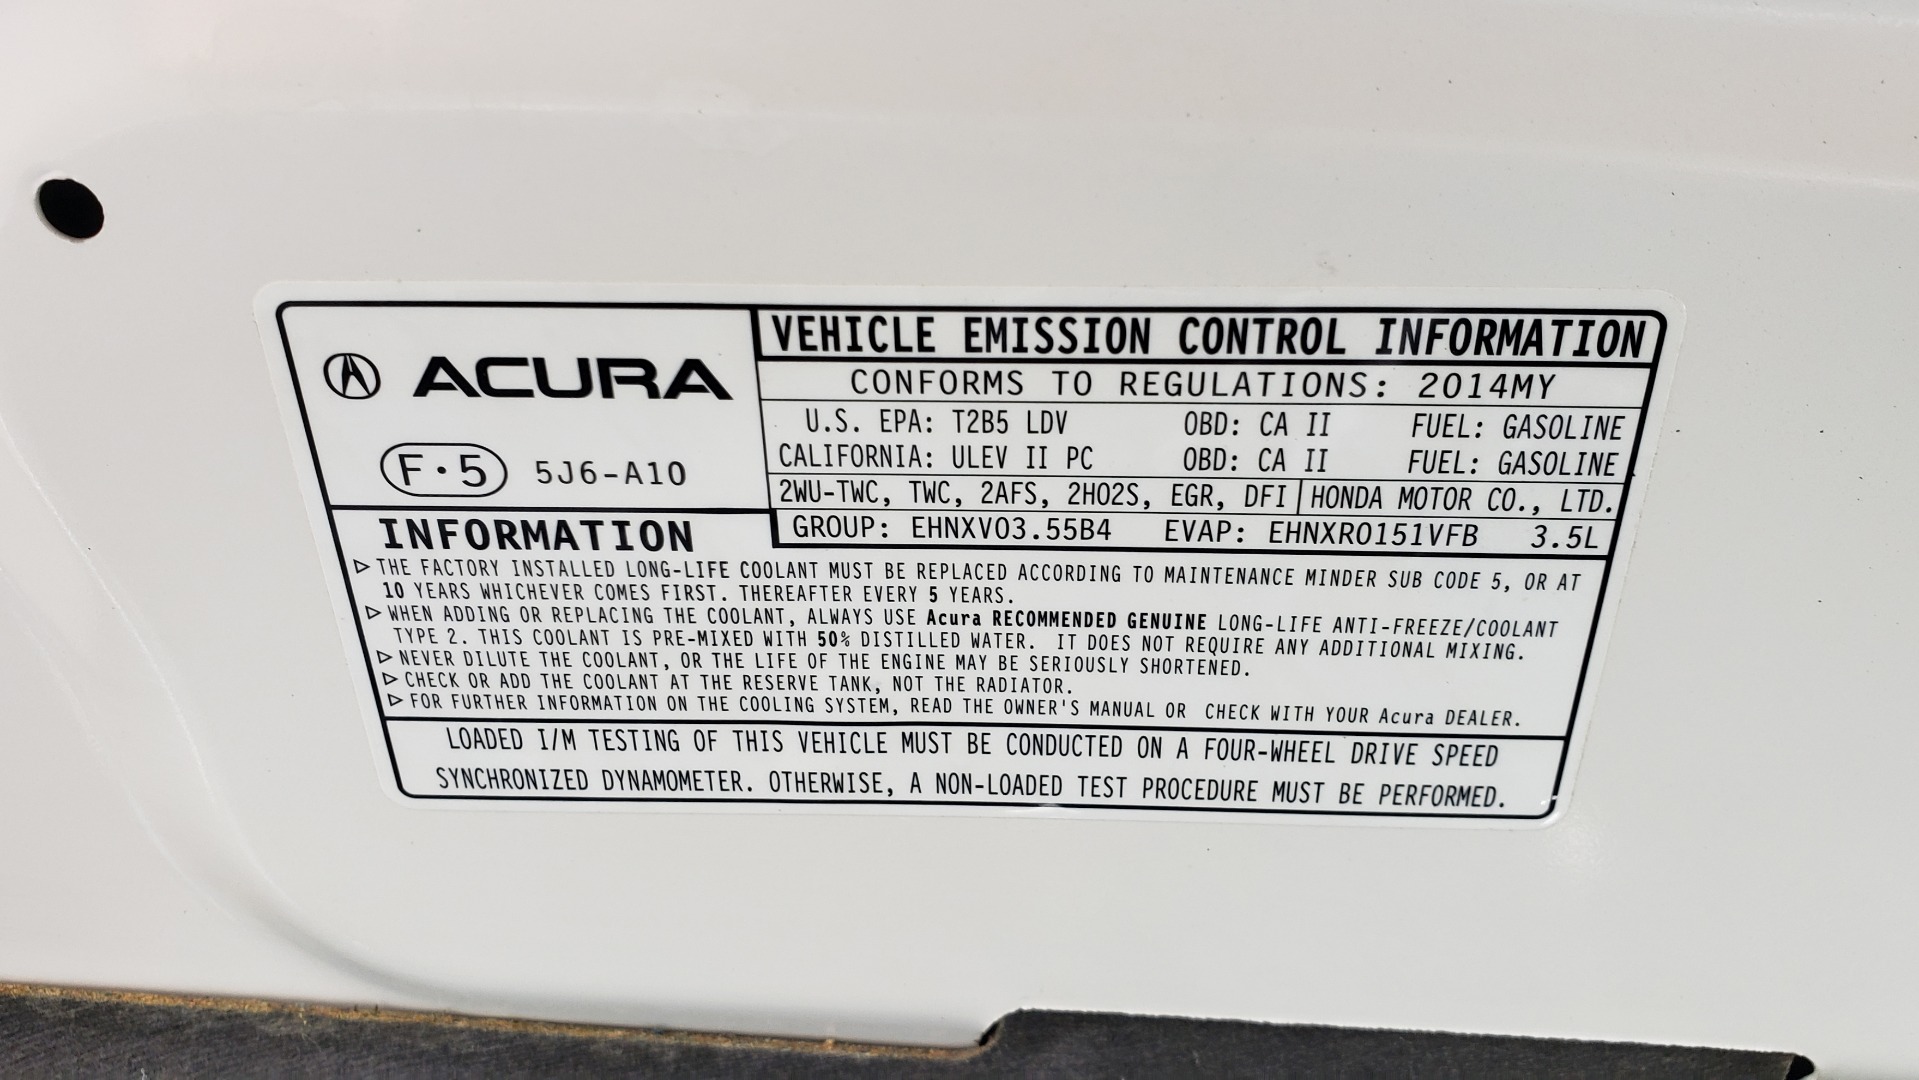 ACURA
F·5 5J6-A10
VEHICLE EMISSION CONTROL INFORMATION
CONFORMS TO REGULATIONS: 2014MY
U.S. EPA: T2B5 LDV OBD: CA II FUEL: GASOLINE
CALIFORNIA: ULEV II PC OBD: CA II FUEL: GASOLINE
2WU-TWC, TWC, 2AFS, 2HO2S, EGR, DFI HONDA MOTOR CO., LTD.
GROUP: EHNXV03.55B4 EVAP: EHNXR0151VFB 3.5L
INFORMATION
▷ THE FACTORY INSTALLED LONG-LIFE COOLANT MUST BE REPLACED ACCORDING TO MAINTENANCE MINDER SUB CODE 5, OR AT
10 YEARS WHICHEVER COMES FIRST. THEREAFTER EVERY 5 YEARS.
▷ WHEN ADDING OR REPLACING THE COOLANT, ALWAYS USE Acura RECOMMENDED GENUINE LONG-LIFE ANTI-FREEZE/COOLANT
TYPE 2. THIS COOLANT IS PRE-MIXED WITH 50% DISTILLED WATER. IT DOES NOT REQUIRE ANY ADDITIONAL MIXING.
▷ NEVER DILUTE THE COOLANT, OR THE LIFE OF THE ENGINE MAY BE SERIOUSLY SHORTENED.
▷ CHECK OR ADD THE COOLANT AT THE RESERVE TANK, NOT THE RADIATOR.
▷ FOR FURTHER INFORMATION ON THE COOLING SYSTEM, READ THE OWNER'S MANUAL OR CHECK WITH YOUR Acura DEALER.
LOADED I/M TESTING OF THIS VEHICLE MUST BE CONDUCTED ON A FOUR-WHEEL DRIVE SPEED
SYNCHRONIZED DYNAMOMETER. OTHERWISE, A NON-LOADED TEST PROCEDURE MUST BE PERFORMED.